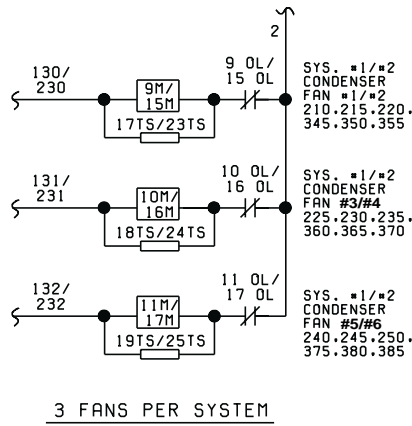 2
130/
230
9M/
15M
17TS/23TS
9 OL/
15 OL
SYS. #1/#2
CONDENSER
FAN #1/#2
210.215.220.
345.350.355
131/
231
10M/
16M
18TS/24TS
10 OL/
16 OL
SYS. #1/#2
CONDENSER
FAN #3/#4
225.230.235.
360.365.370
132/
232
11M/
17M
19TS/25TS
11 OL/
17 OL
SYS. #1/#2
CONDENSER
FAN #5/#6
240.245.250.
375.380.385
3 FANS PER SYSTEM